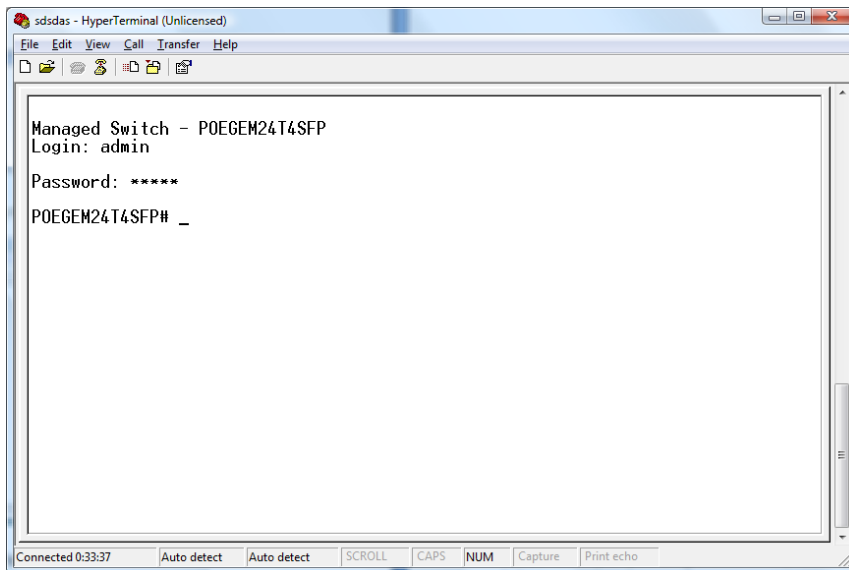 sdsdas - HyperTerminal (Unlicensed)
File Edit View Call Transfer Help
Managed Switch - POEGEM24T4SFP
Login: admin
Password: *****
POEGEM24T4SFP# _
Connected 0:33:37 Auto detect Auto detect SCROLL CAPS NUM Capture Print echo